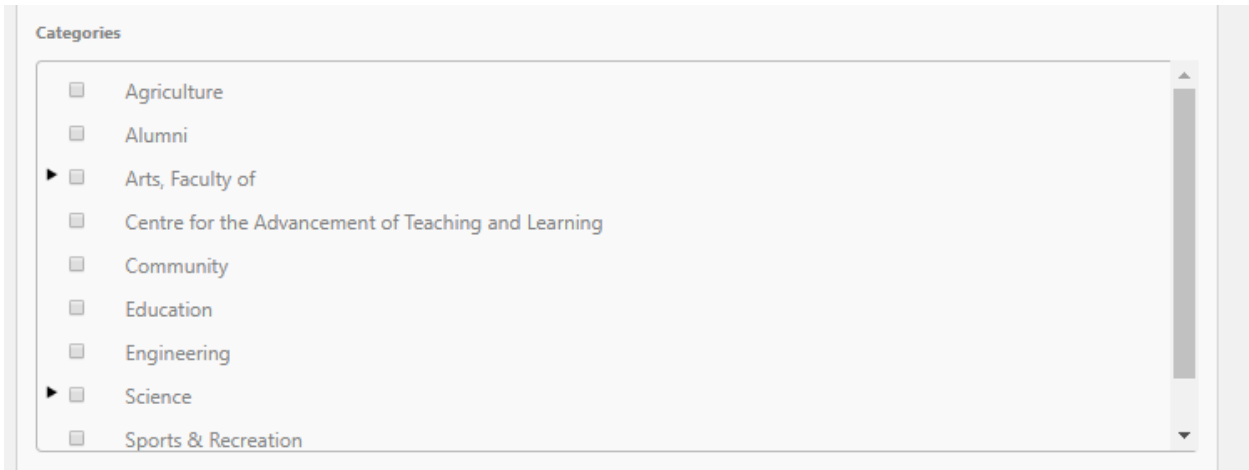 Categories
Agriculture
Alumni
Arts, Faculty of
Centre for the Advancement of Teaching and Learning
Community
Education
Engineering
Science
Sports & Recreation